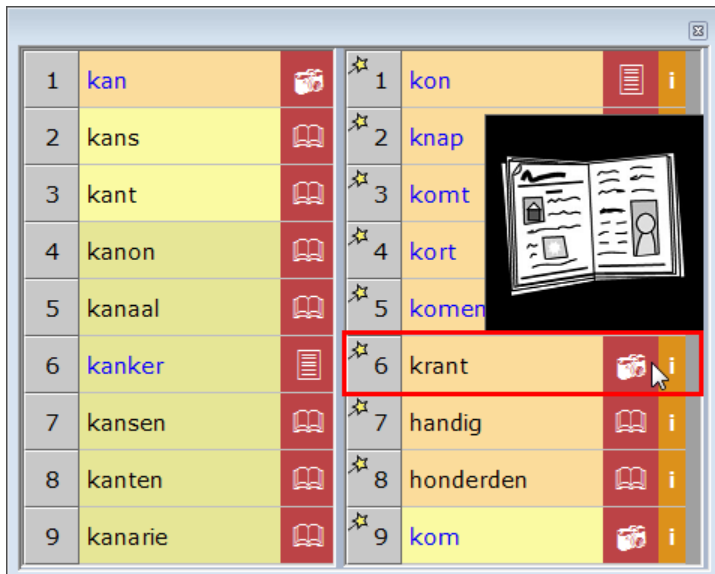 1 kan
2 kans
3 kant
4 kanon
5 kanaal
6 kanker
7 kansen
8 kanten
9 kanarie
1 kon i
2 knap
3 komt
4 kort
5 komen
6 krant i
7 handig i
8 honderden i
9 kom i